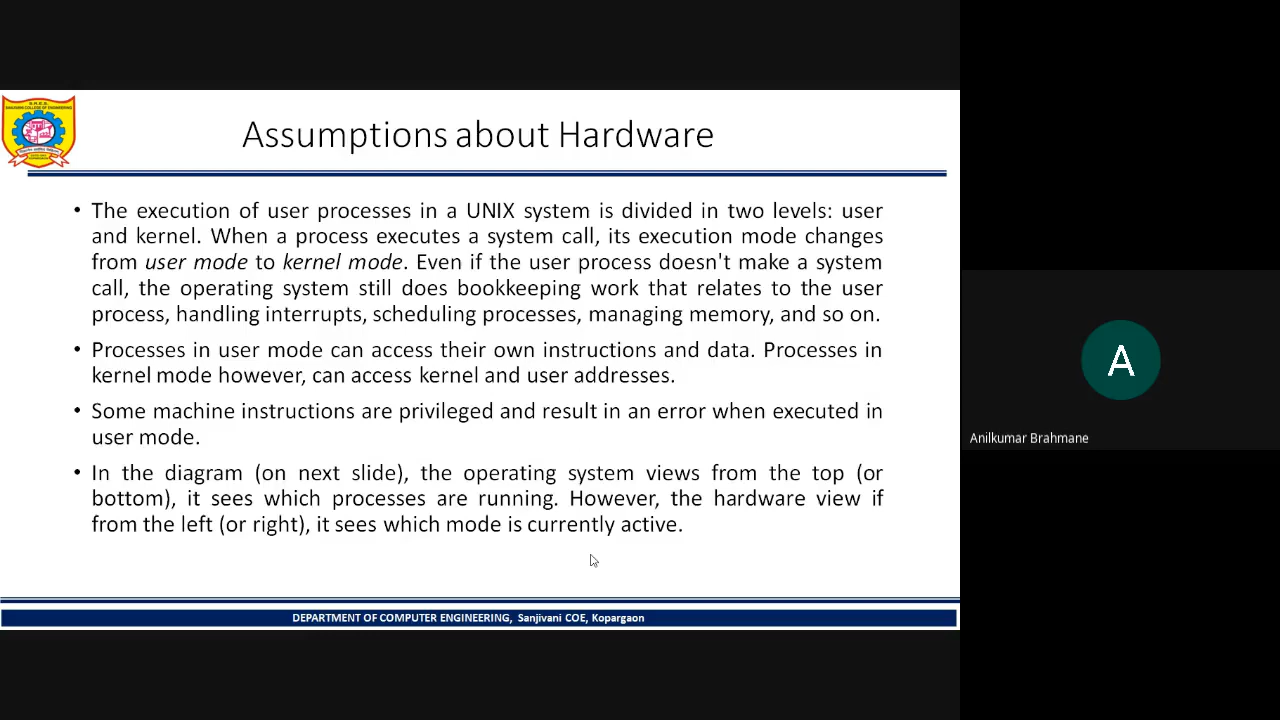 Assumptions about Hardware
• The execution of user processes in a UNIX system is divided in two levels: user
and kernel. When a process executes a system call, its execution mode changes
from user mode to kernel mode. Even if the user process doesn't make a system
call, the operating system still does bookkeeping work that relates to the user
process, handling interrupts, scheduling processes, managing memory, and so on.
• Processes in user mode can access their own instructions and data. Processes in
kernel mode however, can access kernel and user addresses.
• Some machine instructions are privileged and result in an error when executed in
user mode.
• In the diagram (on next slide), the operating system views from the top (or
bottom), it sees which processes are running. However, the hardware view if
from the left (or right), it sees which mode is currently active.
DEPARTMENT OF COMPUTER ENGINEERING, Sanjivani COE, Kopargaon
A
Anilkumar Brahmane